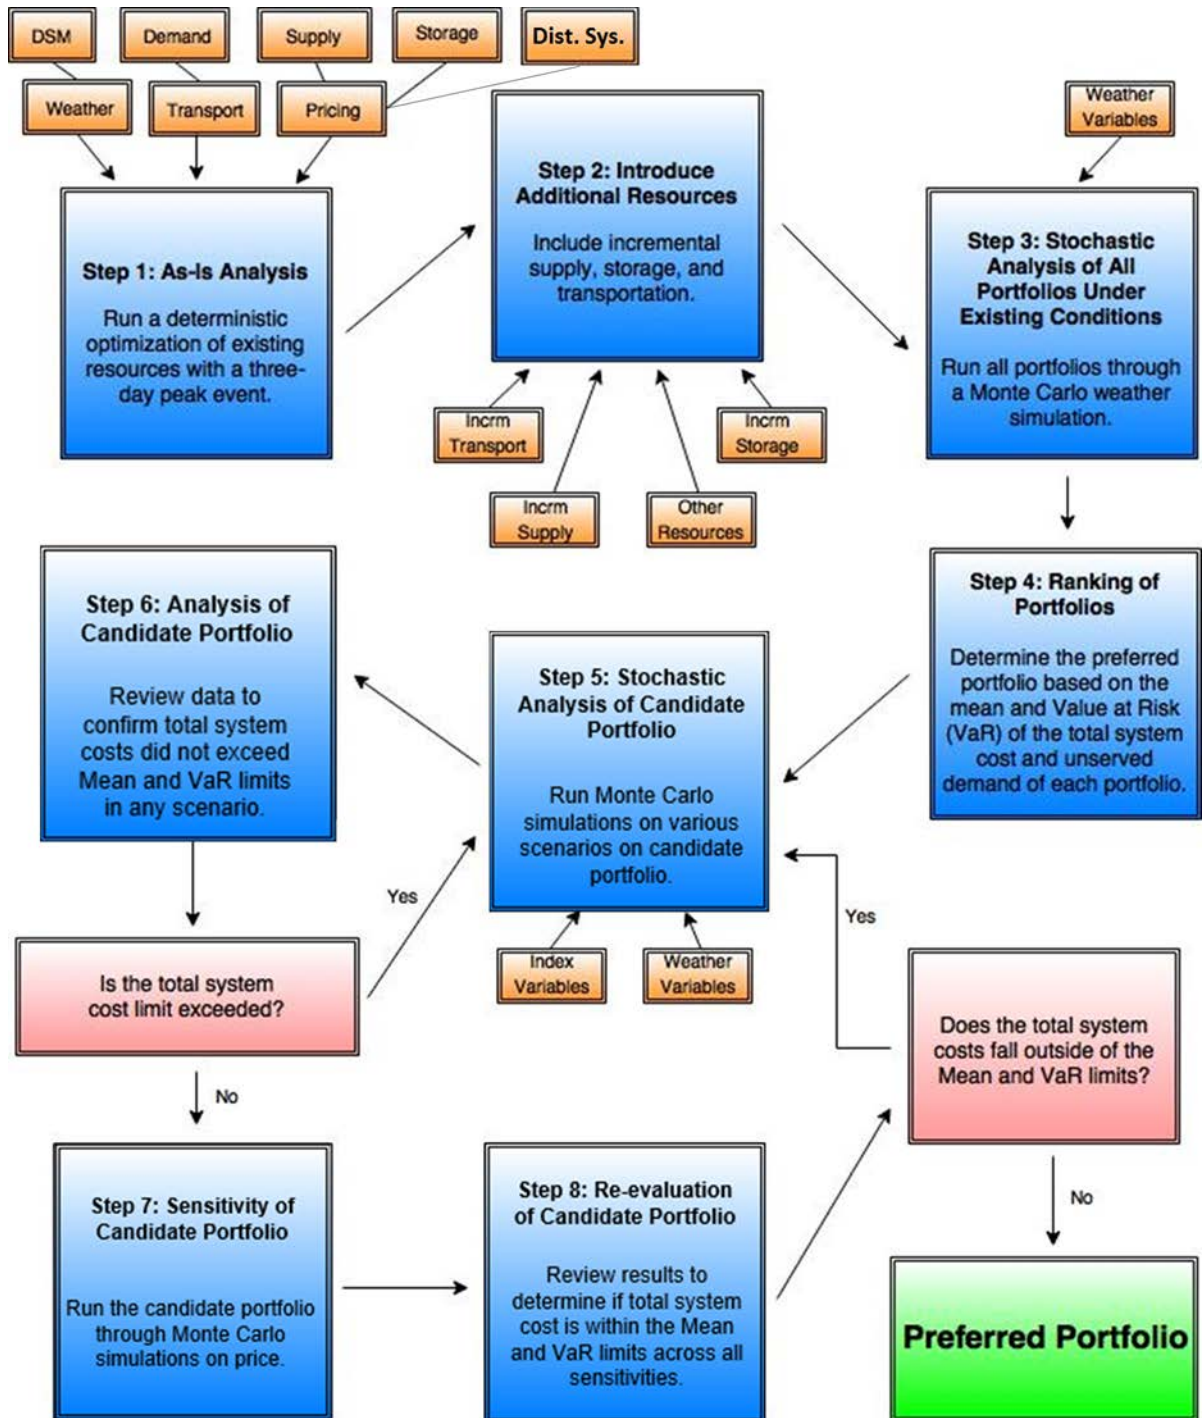 DSM
Demand
Supply
Storage
Dist. Sys.
Weather
Transport
Pricing
Weather
Variables
Step 1: As-Is Analysis
Run a deterministic
optimization of existing
resources with a three-
day peak event.
Step 2: Introduce
Additional Resources
Include incremental
supply, storage, and
transportation.
Step 3: Stochastic
Analysis of All
Portfolios Under
Existing Conditions
Run all portfolios through
a Monte Carlo weather
simulation.
Incrm
Transport
Incrm
Supply
Other
Resources
Incrm
Storage
Step 4: Ranking of
Portfolios
Determine the preferred
portfolio based on the
mean and Value at Risk
(VaR) of the total system
cost and unserved
demand of each portfolio.
Step 5: Stochastic
Analysis of Candidate
Portfolio
Run Monte Carlo
simulations on various
scenarios on candidate
portfolio.
Index
Variables
Weather
Variables
Step 6: Analysis of
Candidate Portfolio
Review data to
confirm total system
costs did not exceed
Mean and VaR limits
in any scenario.
Is the total system
cost limit exceeded?
Yes
No
Step 7: Sensitivity of
Candidate Portfolio
Run the candidate portfolio
through Monte Carlo
simulations on price.
Step 8: Re-evaluation
of Candidate Portfolio
Review results to
determine if total system
cost is within the Mean
and VaR limits across all
sensitivities.
Does the total system
costs fall outside of the
Mean and VaR limits?
Yes
No
Preferred Portfolio